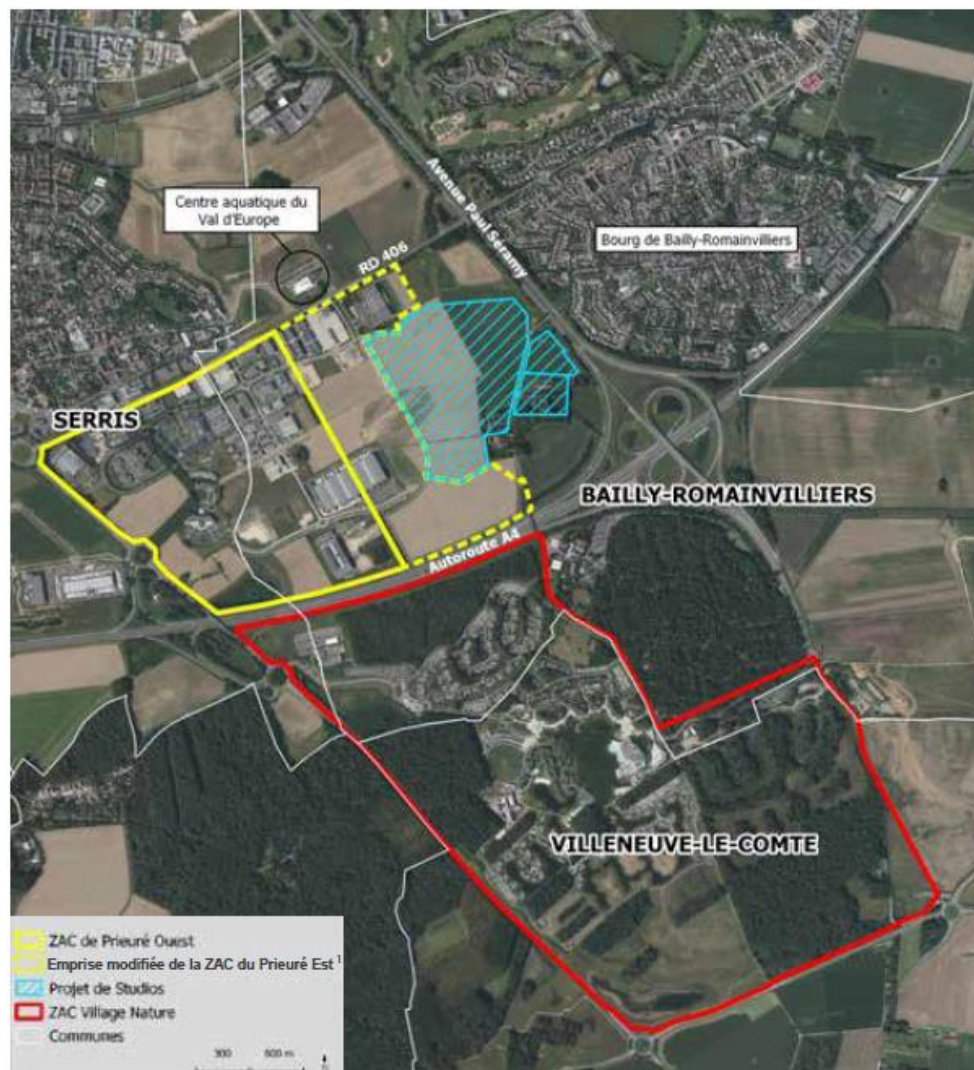 Centre aquatique du
Val d'Europe
RD 406
Avenue Paul Séramy
Bourg de Bailly-Romainvilliers
SERRIS
BAILLY-ROMAINVILLIERS
Autoroute A4
VILLENEUVE-LE-COMTE
ZAC de Prieuré Ouest
Emprise modifiée de la ZAC du Prieuré Est 1
Projet de Studios
ZAC Village Nature
Communes
300 600 m